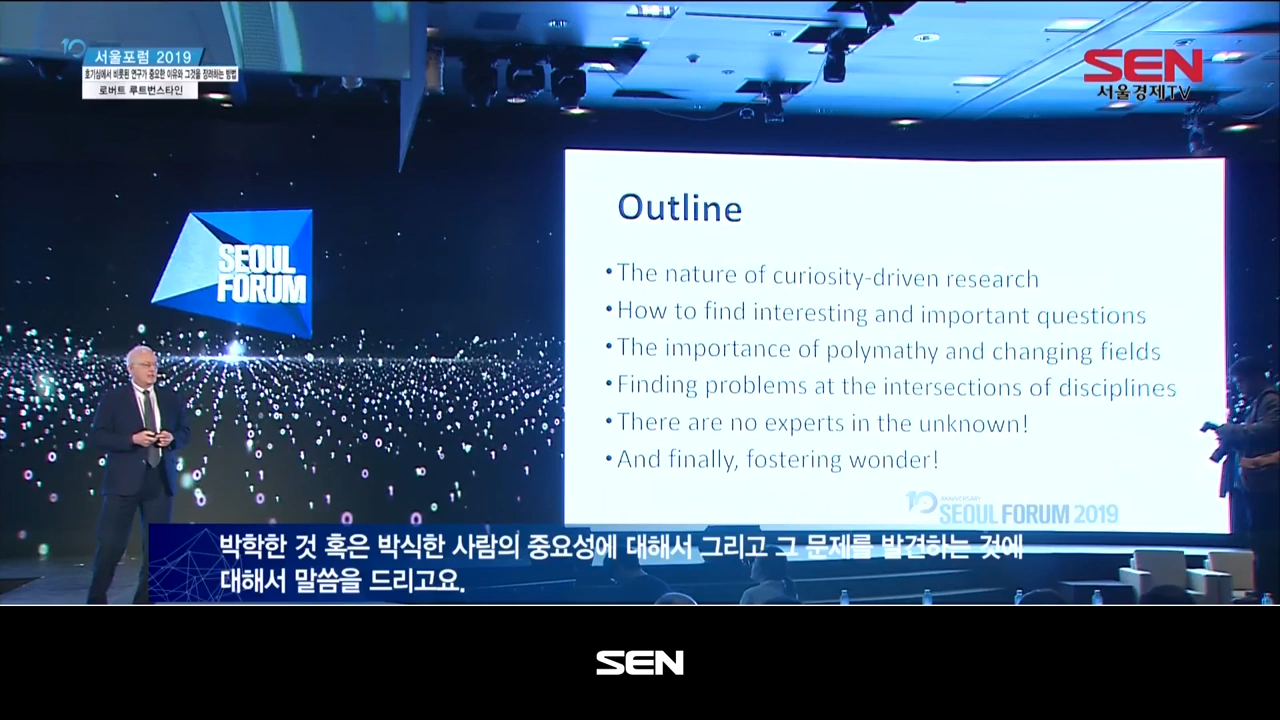 10
서울포럼 2019
호기심에서 비롯된 연구가 중요한 이유와 그것을 장려하는 방법
로버트 루트번스타인
SEN
서울경제TV
SEOUL
FORUM
Outline
•The nature of curiosity-driven research
•How to find interesting and important questions
•The importance of polymathy and changing fields
•Finding problems at the intersections of disciplines
•There are no experts in the unknown!
•And finally, fostering wonder!
10 ANNIVERSARY
SEOUL FORUM 2019
박학한 것 혹은 박식한 사람의 중요성에 대해서 그리고 그 문제를 발견하는 것에
대해서 말씀을 드리고요.
SEN